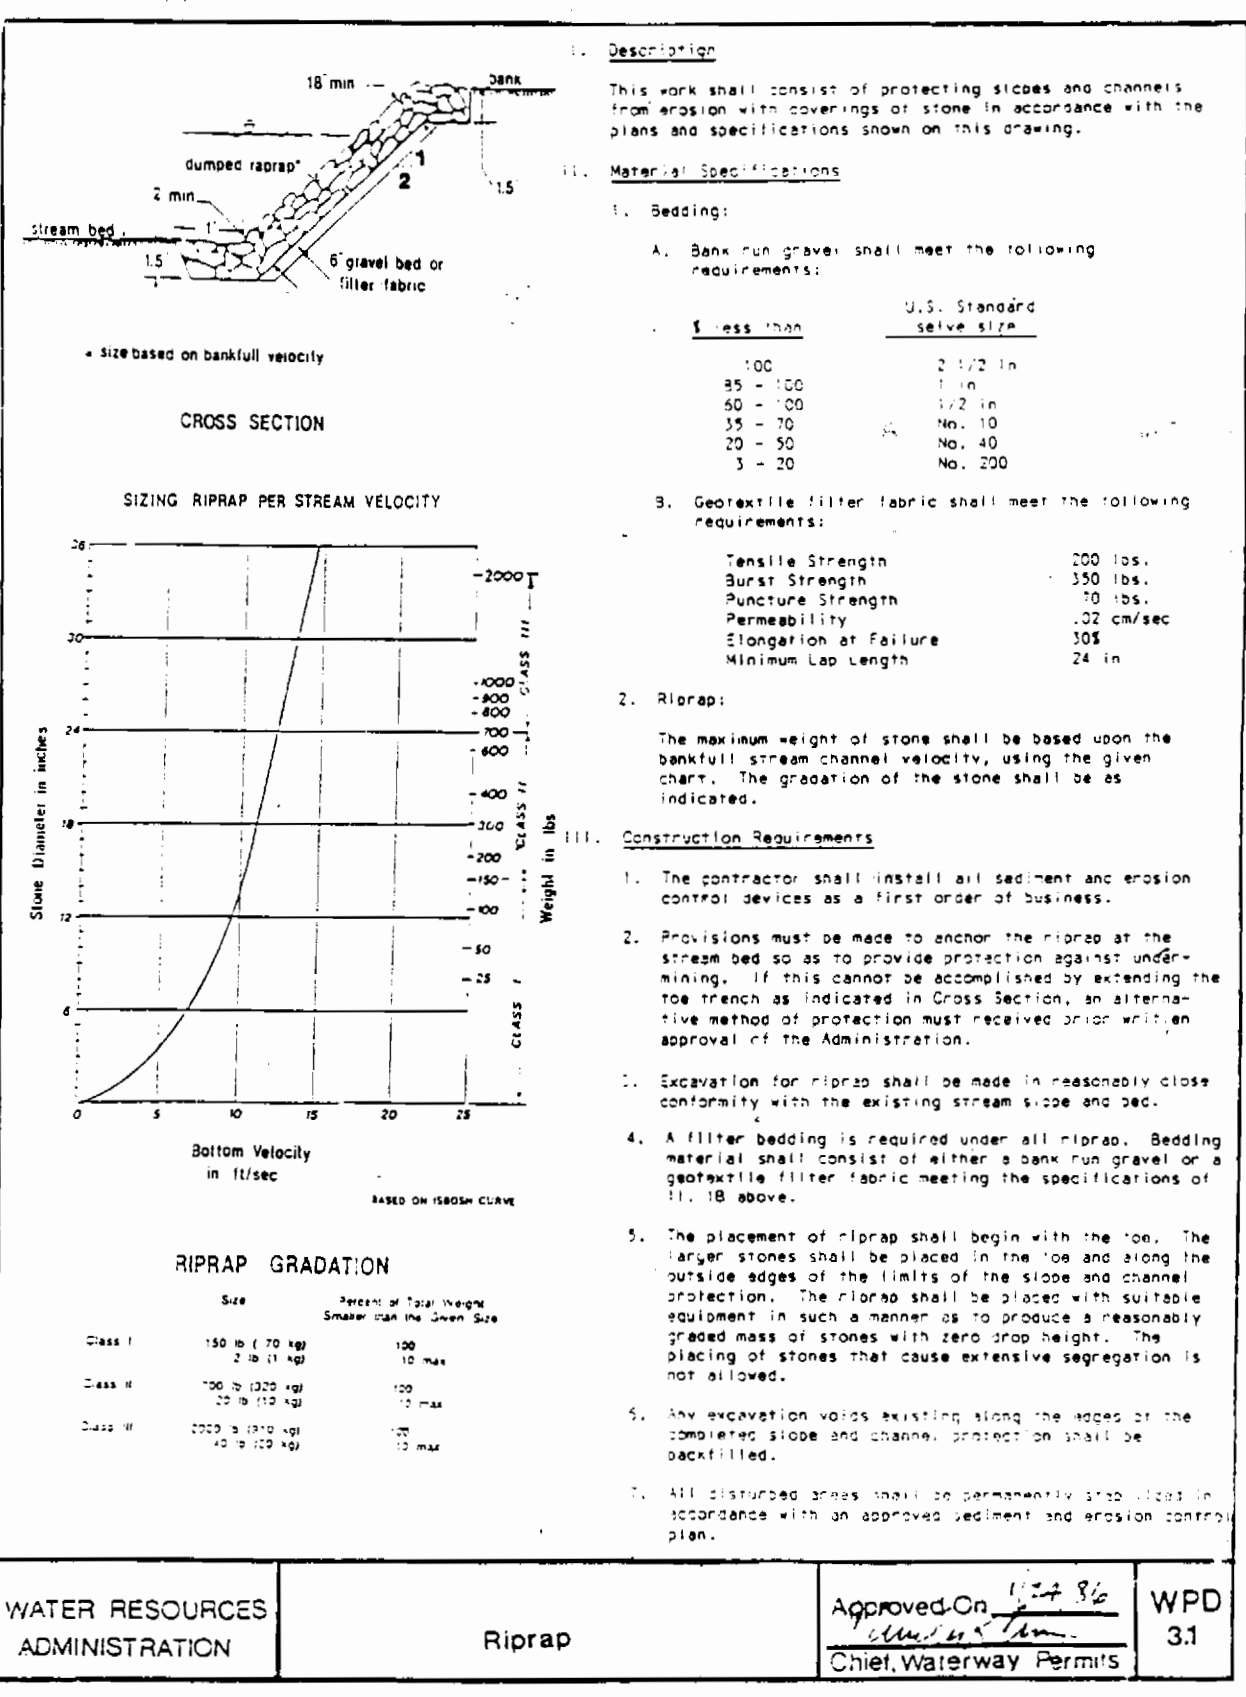 18" min
bank
dumped raprap*
1
2
1.5
2 min
1'
stream bed
1.5
6" gravel bed or
filter fabric
* size based on bankfull velocity
CROSS SECTION
SIZING RIPRAP PER STREAM VELOCITY
36
30
24
18
12
6
Stone Diameter in inches
2000
1000
900
800
700
600
400
300
200
150
100
50
25
CLASS III
CLASS II
CLASS I
Weight in lbs
0 5 10 15 20 25
Bottom Velocity
in ft/sec
BASED ON ISBOSH CURVE
RIPRAP GRADATION
Size Percent of Total Weight
Smaller than the Given Size
Class I 150 lb (70 kg) 100
2 lb (1 kg) 10 max
Class II 700 lb (320 kg) 100
20 lb (10 kg) 10 max
Class III 2000 lb (910 kg) 100
40 lb (20 kg) 10 max
I. Description
This work shall consist of protecting slopes and channels
from erosion with coverings of stone in accordance with the
plans and specifications shown on this drawing.
II. Material Specifications
1. Bedding:
A. Bank run gravel shall meet the following
requirements:
U.S. Standard
% less than seive size
100 2 1/2 in
85 - 100 1 in
60 - 100 1/2 in
35 - 70 No. 10
20 - 50 No. 40
3 - 20 No. 200
B. Geotextile filter fabric shall meet the following
requirements:
Tensile Strength 200 lbs.
Burst Strength 350 lbs.
Puncture Strength 70 lbs.
Permeability .02 cm/sec
Elongation at Failure 30%
Minimum Lap Length 24 in
2. Riprap:
The maximum weight of stone shall be based upon the
bankfull stream channel velocity, using the given
chart. The gradation of the stone shall be as
indicated.
III. Construction Requirements
1. The contractor shall install all sediment and erosion
control devices as a first order of business.
2. Provisions must be made to anchor the riprap at the
stream bed so as to provide protection against under-
mining. If this cannot be accomplished by extending the
toe trench as indicated in Cross Section, an alterna-
tive method of protection must received prior written
approval of the Administration.
3. Excavation for riprap shall be made in reasonably close
conformity with the existing stream slope and bed.
4. A filter bedding is required under all riprap. Bedding
material shall consist of either a bank run gravel or a
geotextile filter fabric meeting the specifications of
II. 1B above.
5. The placement of riprap shall begin with the toe. The
larger stones shall be placed in the toe and along the
outside edges of the limits of the slope and channel
protection. The riprap shall be placed with suitable
equipment in such a manner as to produce a reasonably
graded mass of stones with zero drop height. The
placing of stones that cause extensive segregation is
not allowed.
6. Any excavation voids existing along the edges of the
completed slope and channel protection shall be
backfilled.
7. All disturbed areas shall be permanently stabilized in
accordance with an approved sediment and erosion control
plan.
WATER RESOURCES
ADMINISTRATION
Riprap
Approved On
Chief, Waterway Permits
WPD
3.1